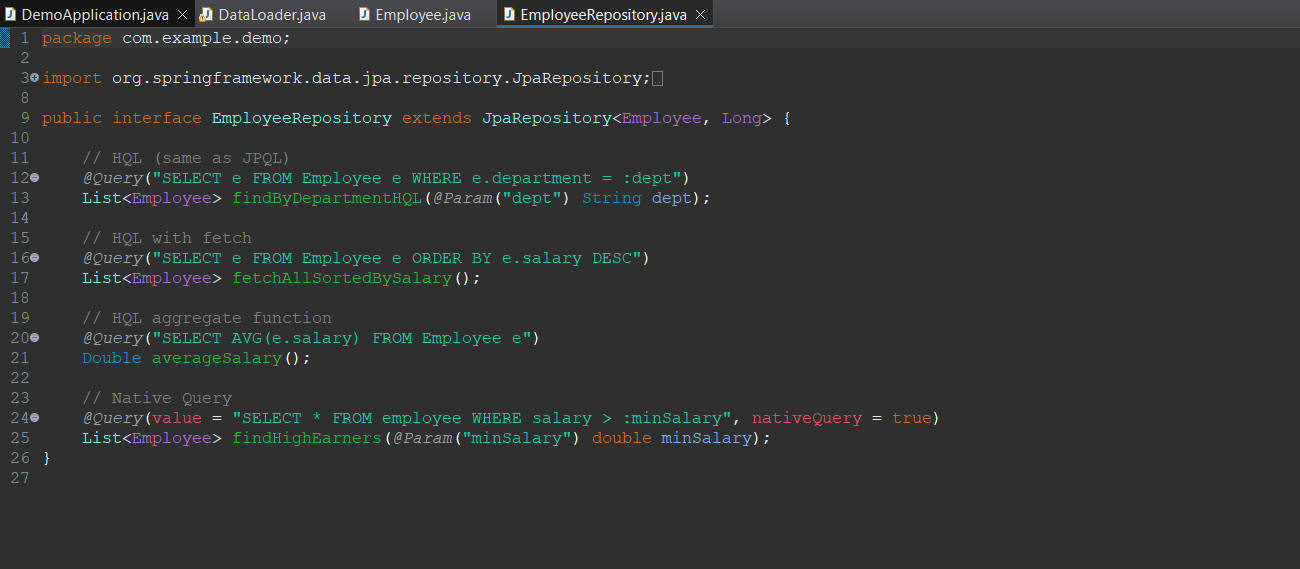 DemoApplication.java DataLoader.java Employee.java EmployeeRepository.java
1 package com.example.demo;
2
3 import org.springframework.data.jpa.repository.JpaRepository;
8
9 public interface EmployeeRepository extends JpaRepository<Employee, Long> {
10
11     // HQL (same as JPQL)
12     @Query("SELECT e FROM Employee e WHERE e.department = :dept")
13     List<Employee> findByDepartmentHQL(@Param("dept") String dept);
14
15     // HQL with fetch
16     @Query("SELECT e FROM Employee e ORDER BY e.salary DESC")
17     List<Employee> fetchAllSortedBySalary();
18
19     // HQL aggregate function
20     @Query("SELECT AVG(e.salary) FROM Employee e")
21     Double averageSalary();
22
23     // Native Query
24     @Query(value = "SELECT * FROM employee WHERE salary > :minSalary", nativeQuery = true)
25     List<Employee> findHighEarners(@Param("minSalary") double minSalary);
26 }
27